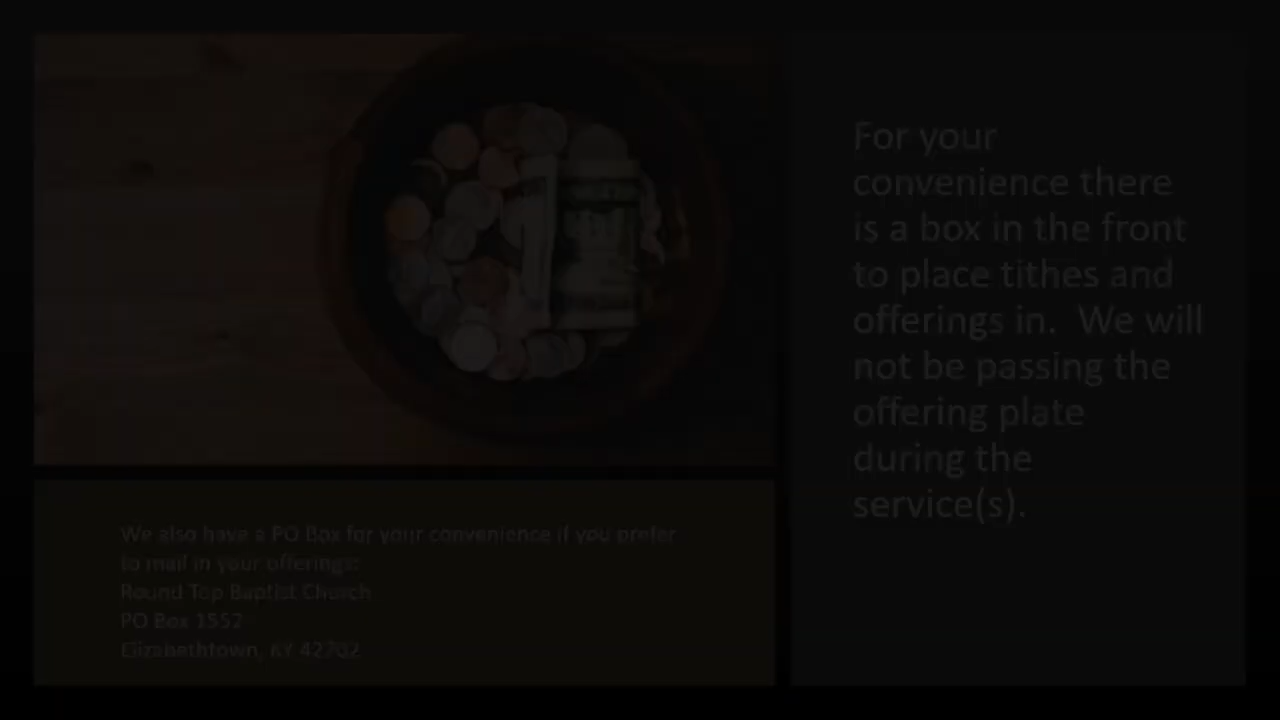 For your
convenience there
is a box in the front
to place tithes and
offerings in.  We will
not be passing the
offering plate
during the
service(s).
We also have a PO Box for your convenience if you prefer
to mail in your offerings:
Round Top Baptist Church
PO Box 1552
Elizabethtown, KY 42702